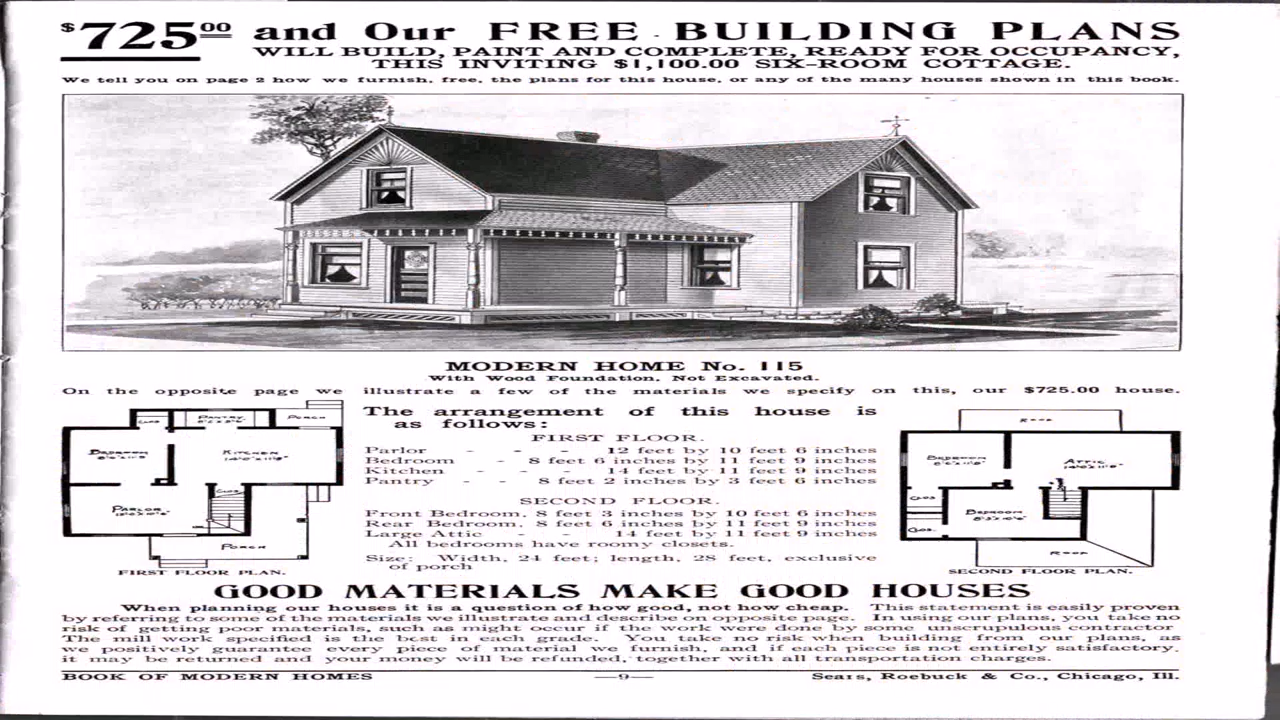 $725.00 and Our FREE BUILDING PLANS
WILL BUILD, PAINT AND COMPLETE, READY FOR OCCUPANCY,
THIS INVITING $1,100.00 SIX-ROOM COTTAGE.
We tell you on page 2 how we furnish, free, the plans for this house, or any of the many houses shown in this book.
MODERN HOME No. 115
With Wood Foundation, Not Excavated.
On the opposite page we illustrate a few of the materials we specify on this, our $725.00 house.
The arrangement of this house is
as follows:
FIRST FLOOR.
Parlor - - - 12 feet by 10 feet 6 inches
Bedroom - - 8 feet 6 inches by 11 feet 9 inches
Kitchen - - - 14 feet by 11 feet 9 inches
Pantry - - 8 feet 2 inches by 3 feet 6 inches
SECOND FLOOR.
Front Bedroom, 8 feet 3 inches by 10 feet 6 inches
Rear Bedroom, 8 feet 6 inches by 11 feet 9 inches
Large Attic - - 14 feet by 11 feet 9 inches
All bedrooms have roomy closets.
Size: Width, 24 feet; length, 28 feet, exclusive
of porch
CLOS
PANTRY
PORCH
BEDROOM
KITCHEN
CLOS
PARLOR
PORCH
FIRST FLOOR PLAN.
ROOF
BEDROOM
ATTIC
CLOS
BEDROOM
CLOS.
ROOF
SECOND FLOOR PLAN.
GOOD MATERIALS MAKE GOOD HOUSES
When planning our houses it is a question of how good, not how cheap. This statement is easily proven
by referring to some of the materials we illustrate and describe on opposite page. In using our plans, you take no
risk of getting poor materials, such as might occur if the work were done by some unscrupulous contractor
The mill work specified is the best in each grade. You take no risk when building from our plans, as
we positively guarantee every piece of material we furnish, and if each piece is not entirely satisfactory,
it may be returned and your money will be refunded, together with all transportation charges.
BOOK OF MODERN HOMES —9— Sears, Roebuck & Co., Chicago, Ill.